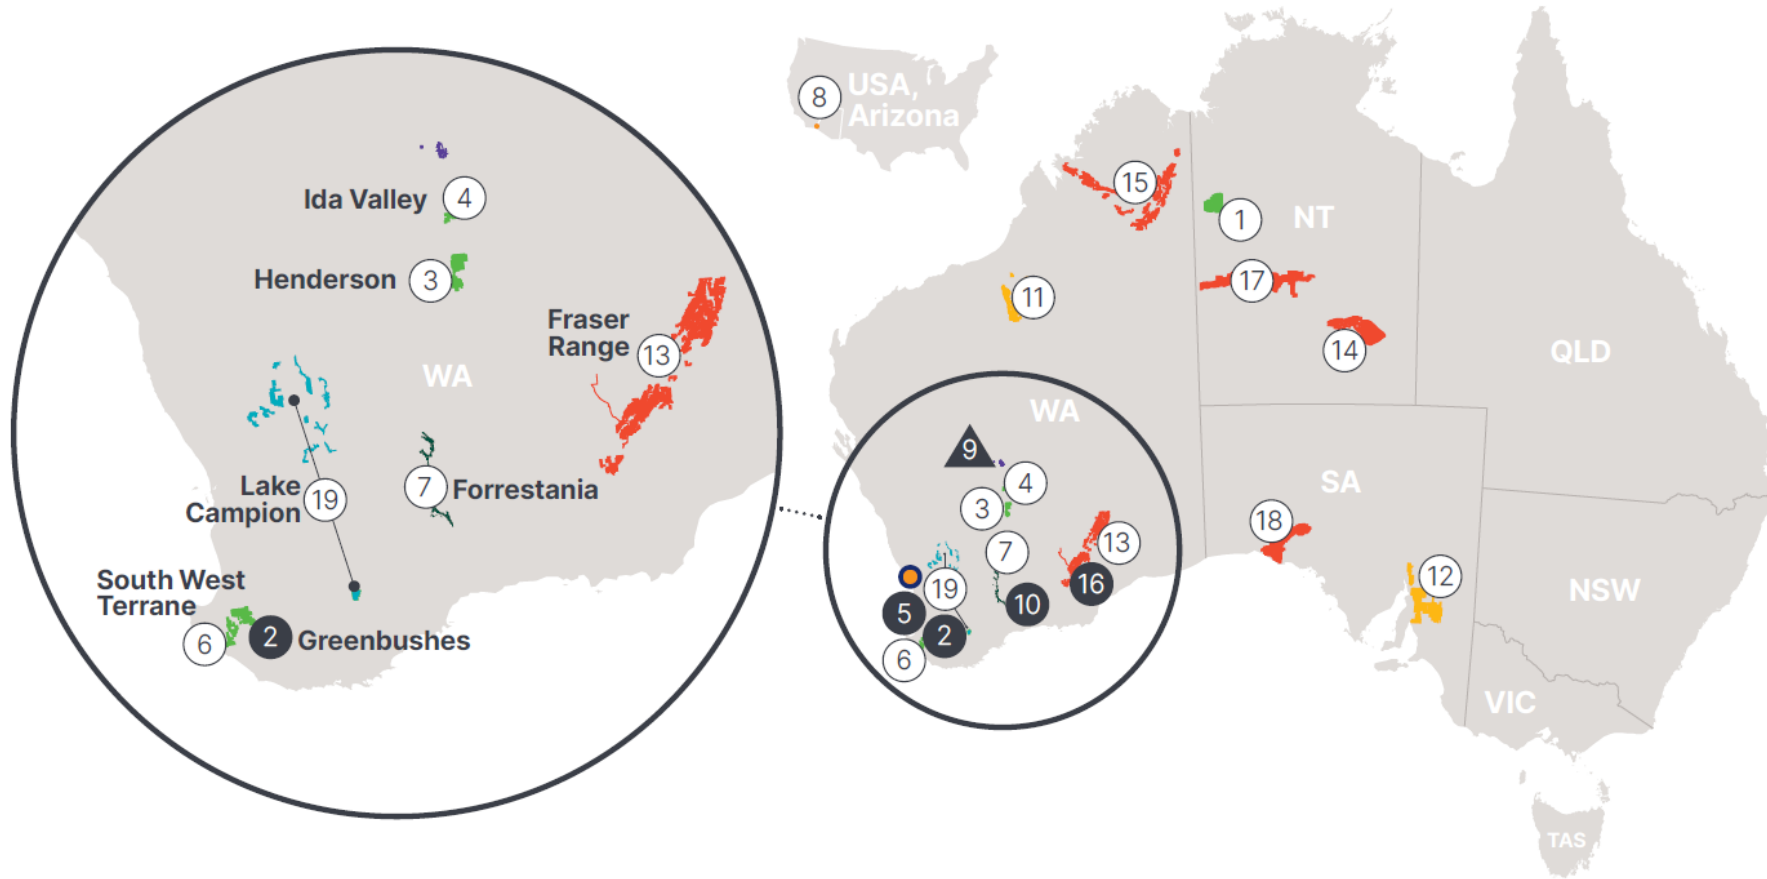 Ida Valley
4
Henderson
3
Fraser
Range
13
WA
Lake
Campion
19
7
Forrestania
South West
Terrane
6
2
Greenbushes
8
USA,
Arizona
15
1
NT
17
11
14
QLD
WA
9
4
3
SA
18
7
13
12
19
16
10
5
2
6
NSW
VIC
TAS